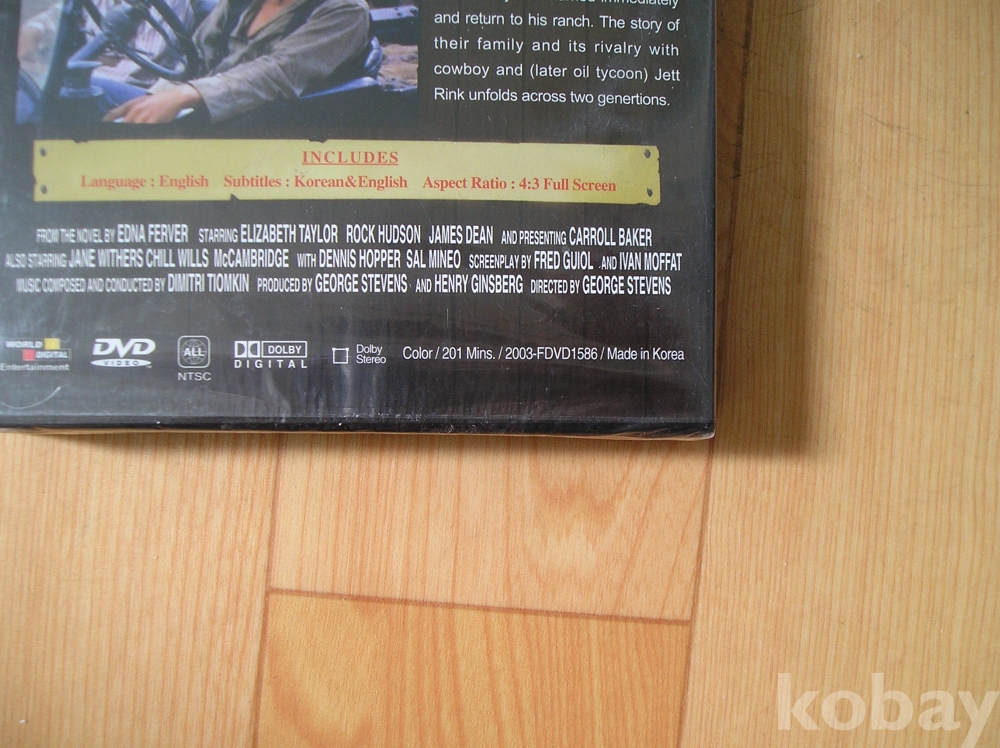 and return to his ranch. The story of
their family and its rivalry with
cowboy and (later oil tycoon) Jett
Rink unfolds across two genertions.
INCLUDES
Language : English Subtitles : Korean&English Aspect Ratio : 4:3 Full Screen
FROM THE NOVEL BY EDNA FERVER STARRING ELIZABETH TAYLOR ROCK HUDSON JAMES DEAN AND PRESENTING CARROLL BAKER
ALSO STARRING JANE WITHERS CHILL WILLS McCAMBRIDGE WITH DENNIS HOPPER SAL MINEO SCREENPLAY BY FRED GUIOL AND IVAN MOFFAT
MUSIC COMPOSED AND CONDUCTED BY DIMITRI TIOMKIN PRODUCED BY GEORGE STEVENS AND HENRY GINSBERG DIRECTED BY GEORGE STEVENS
WORLD
DIGITAL
Entertainment
DVD
VIDEO
ALL
NTSC
DOLBY
DIGITAL
Dolby
Stereo
Color / 201 Mins. / 2003-FDVD1586 / Made in Korea
kobay